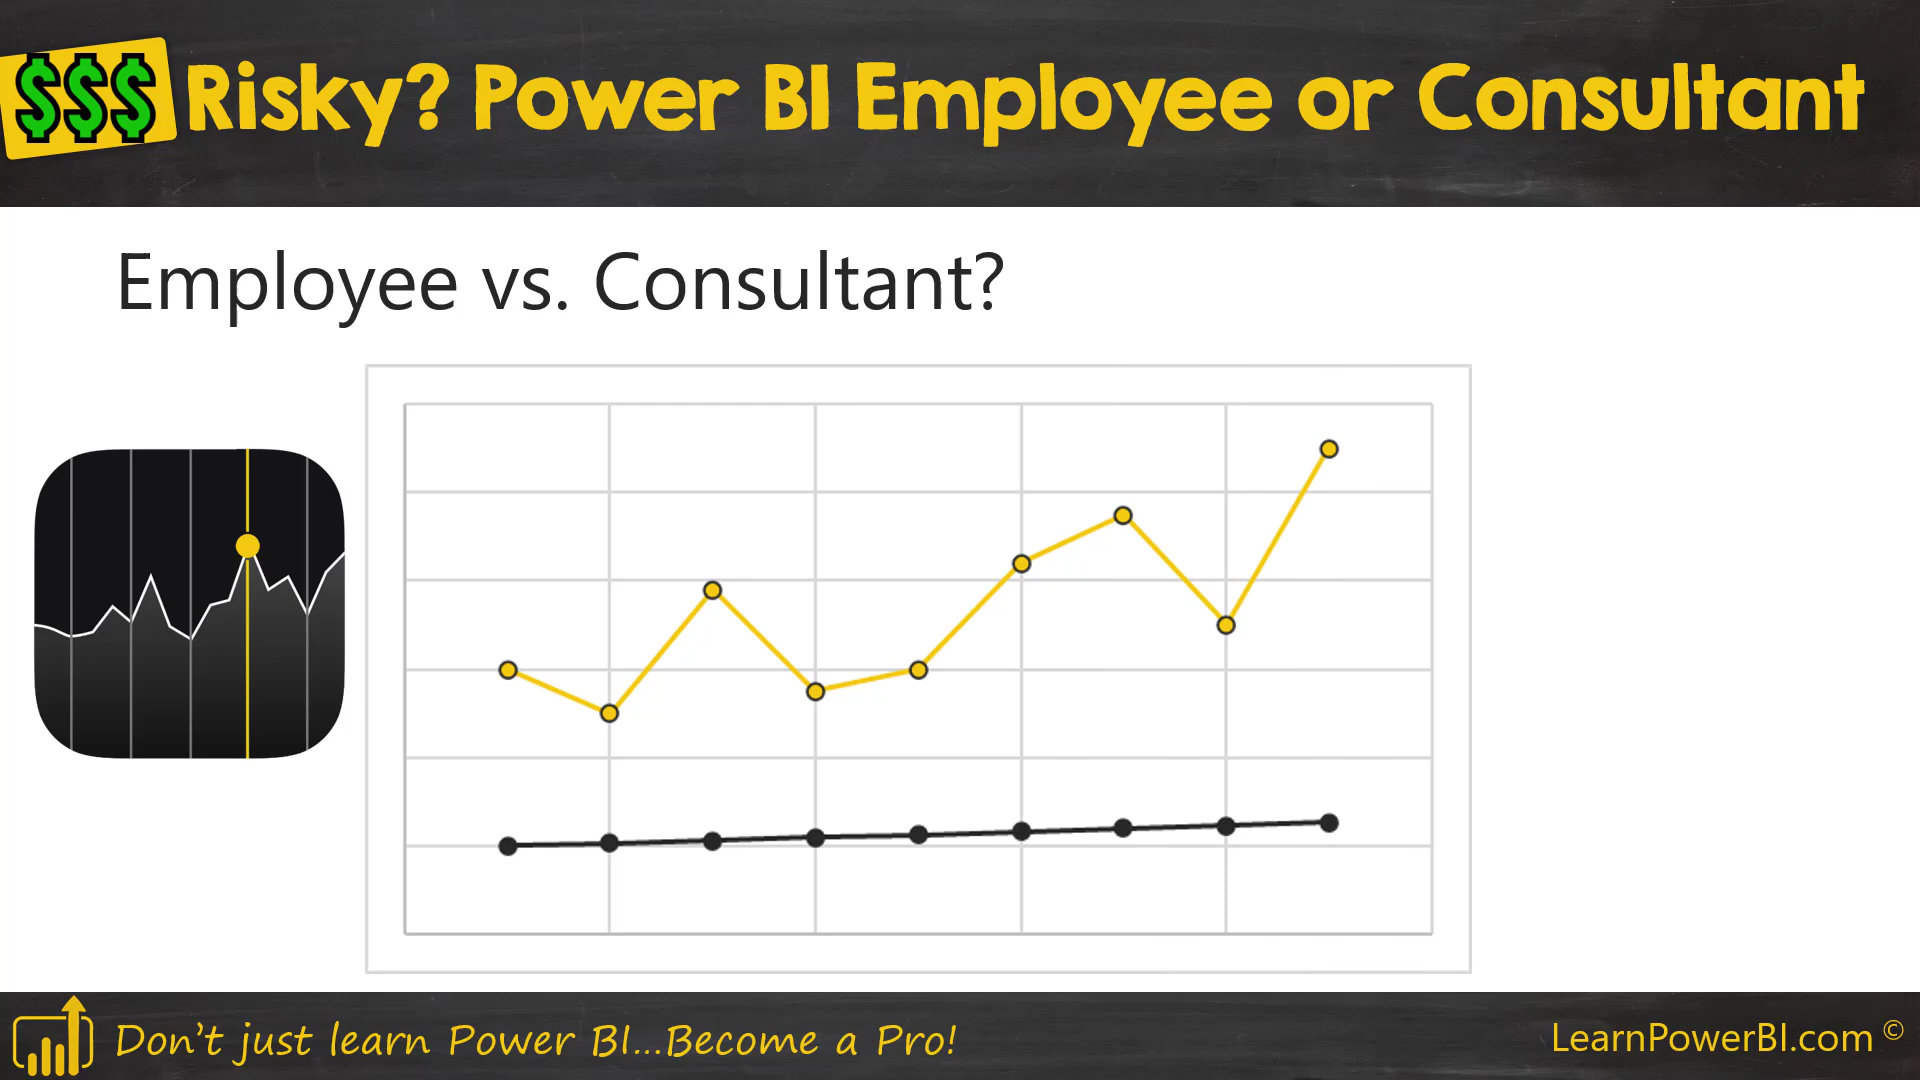 $$$ Risky? Power BI Employee or Consultant
Employee vs. Consultant?
Don't just learn Power BI...Become a Pro!
LearnPowerBI.com ©